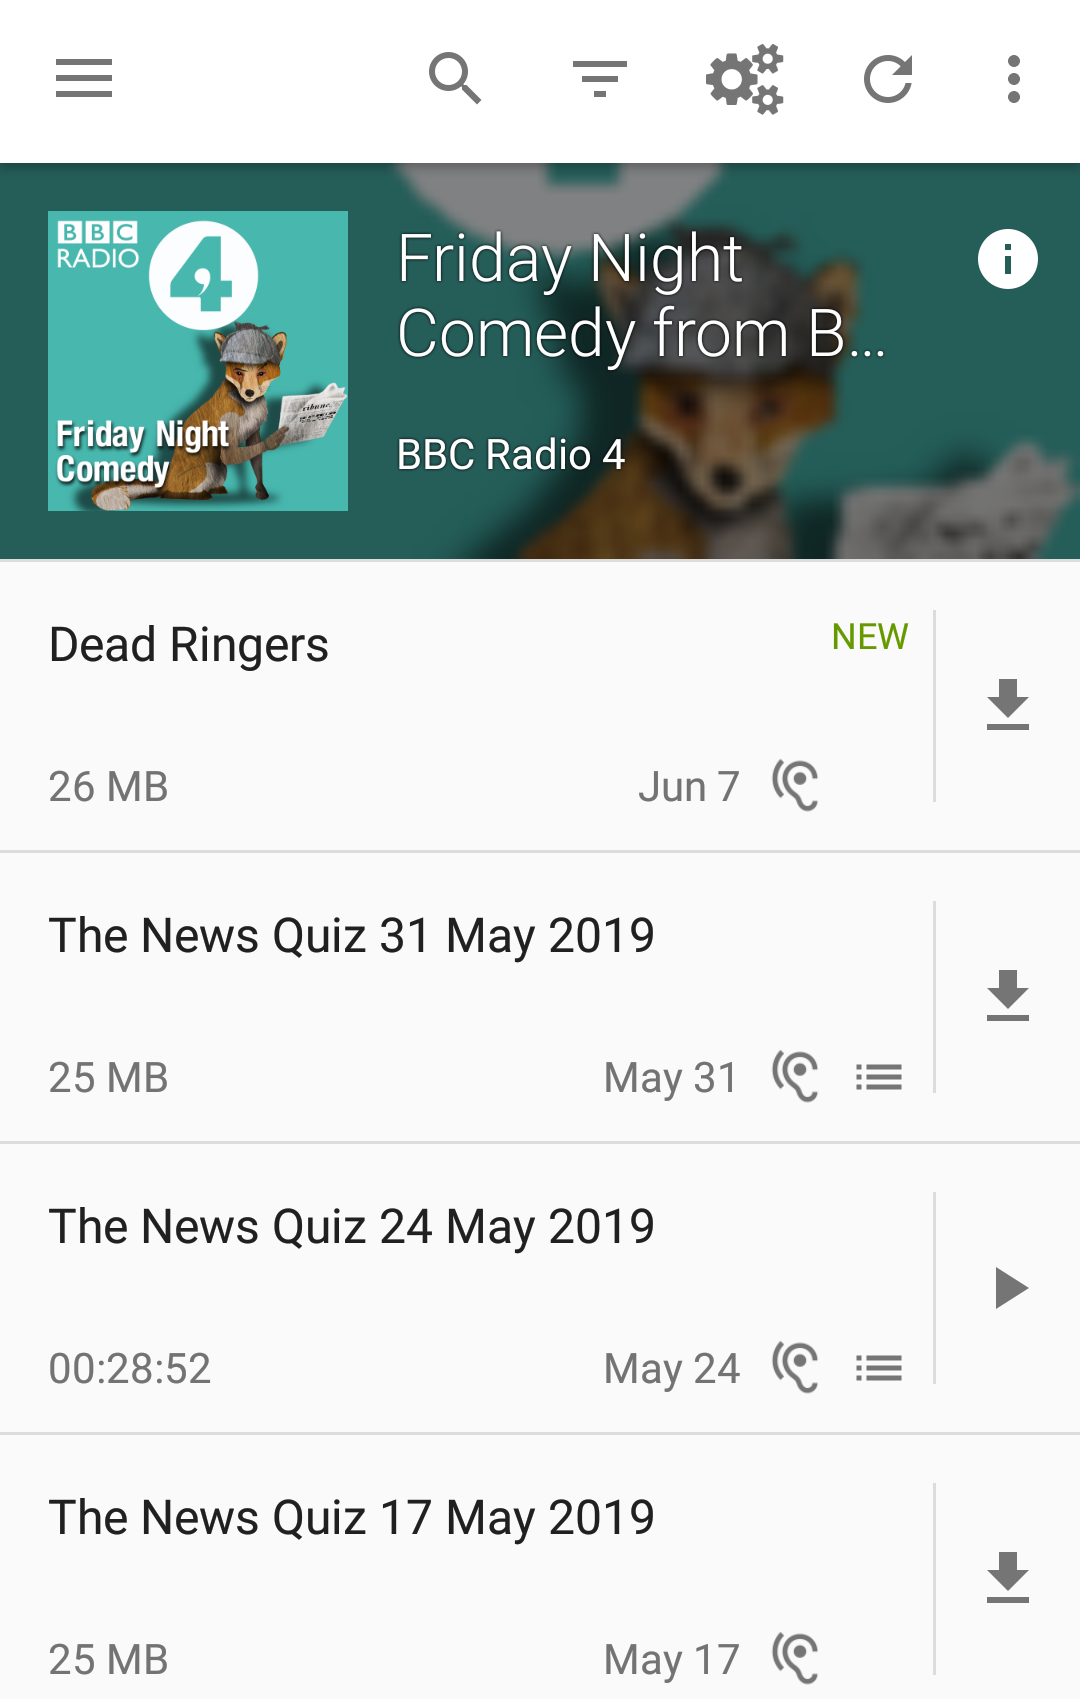 BBC
RADIO
4
Friday Night
Comedy
Friday Night
Comedy from B...
BBC Radio 4
Dead Ringers
NEW
26 MB
Jun 7
The News Quiz 31 May 2019
25 MB
May 31
The News Quiz 24 May 2019
00:28:52
May 24
The News Quiz 17 May 2019
25 MB
May 17